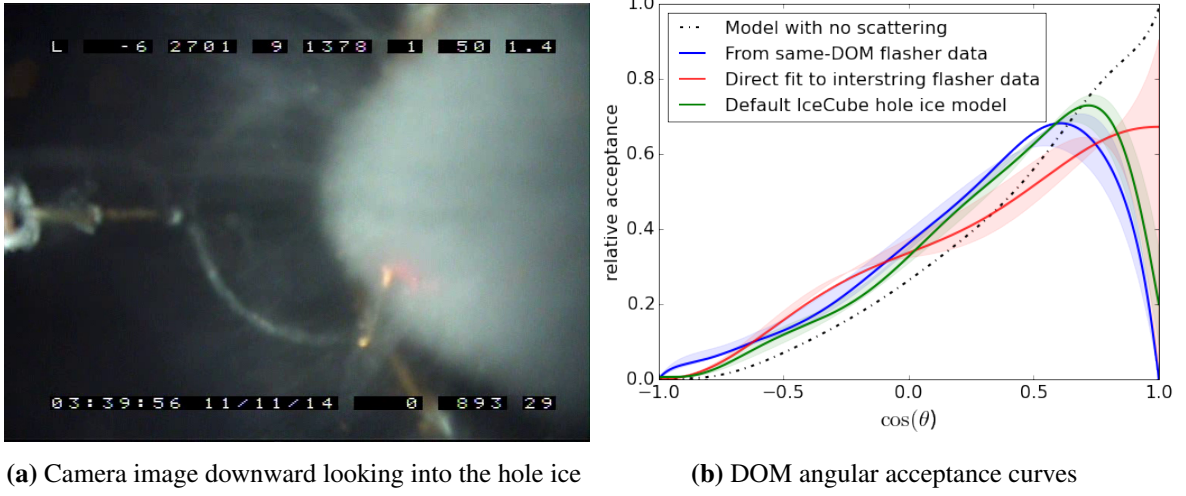 L -6 2701 9 1378 1 50 1.4
03:39:56 11/11/14 0 893 29
(a) Camera image downward looking into the hole ice
Model with no scattering
From same-DOM flasher data
Direct fit to interstring flasher data
Default IceCube hole ice model
relative acceptance
1.0
0.8
0.6
0.4
0.2
0.0
−1.0 −0.5 0.0 0.5 1.0
cos(θ)
(b) DOM angular acceptance curves